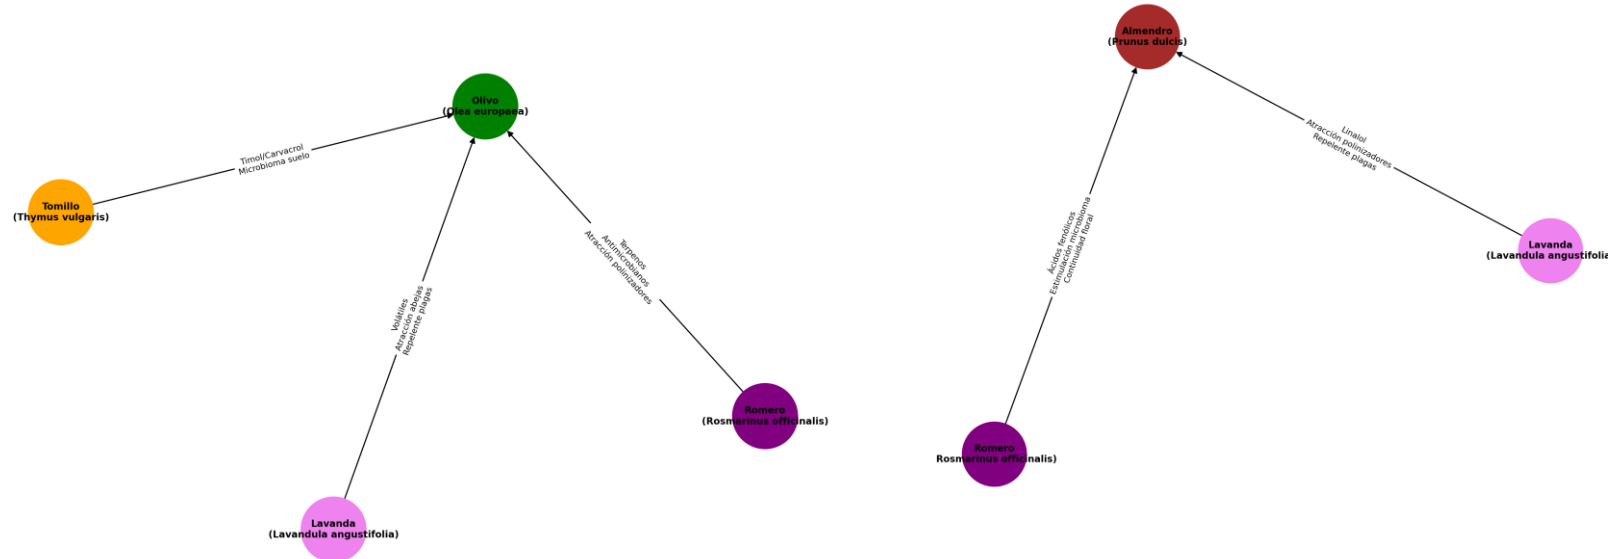 Olivo
(Olea europaea)
Timol/Carvacrol
Microbioma suelo
Tomillo
(Thymus vulgaris)
Volátiles
Atracción abejas
Repelente plagas
Terpenos
Antimicrobianos
Atracción polinizadores
Romero
(Rosmarinus officinalis)
Lavanda
(Lavandula angustifolia)
Almendro
(Prunus dulcis)
Linalol
Atracción polinizadores
Repelente plagas
Ácidos fenólicos
Estimulación microbioma
Continuidad floral
Lavanda
(Lavandula angustifolia
Romero
Rosmarinus officinalis)